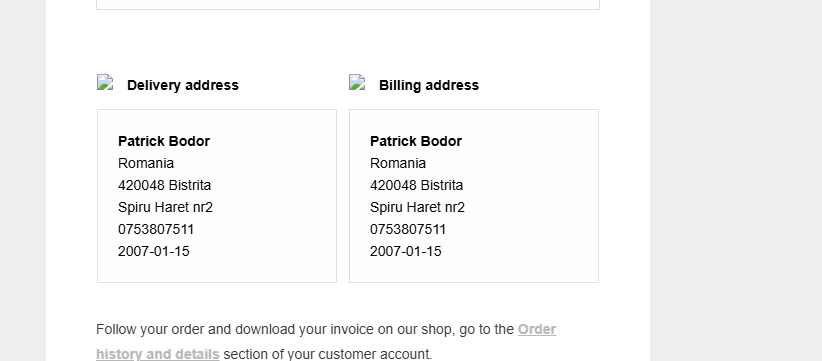 Delivery address
Billing address
Patrick Bodor
Romania
420048 Bistrita
Spiru Haret nr2
0753807511
2007-01-15
Patrick Bodor
Romania
420048 Bistrita
Spiru Haret nr2
0753807511
2007-01-15
Follow your order and download your invoice on our shop, go to the Order
history and details section of your customer account.